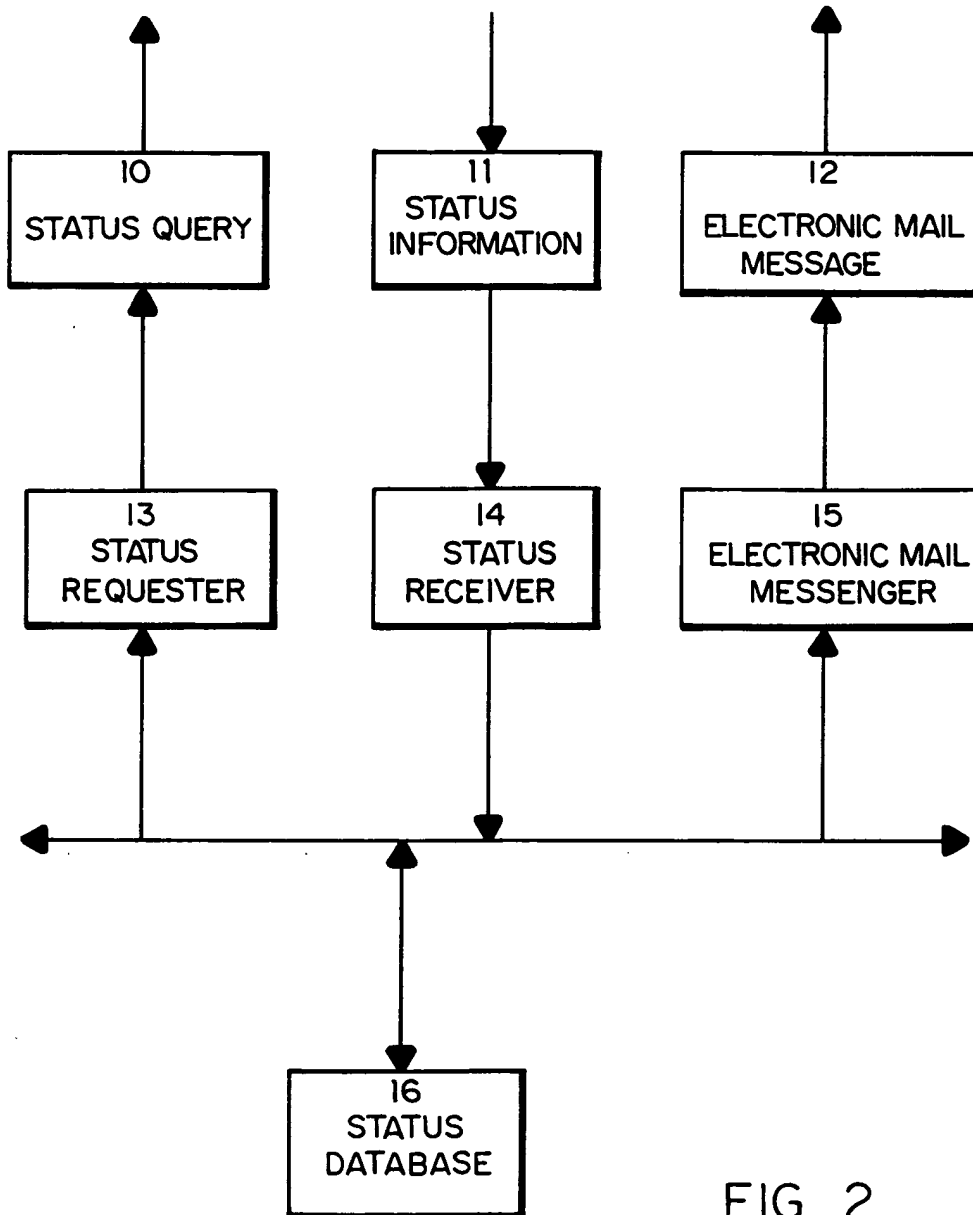 10
STATUS QUERY
11
STATUS
INFORMATION
12
ELECTRONIC MAIL
MESSAGE
13
STATUS
REQUESTER
14
STATUS
RECEIVER
15
ELECTRONIC MAIL
MESSENGER
16
STATUS
DATABASE
FIG. 2